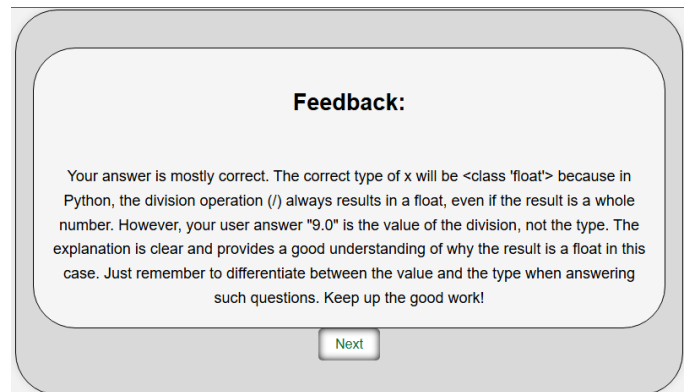 Feedback:
Your answer is mostly correct. The correct type of x will be <class 'float'> because in
Python, the division operation (/) always results in a float, even if the result is a whole
number. However, your user answer "9.0" is the value of the division, not the type. The
explanation is clear and provides a good understanding of why the result is a float in this
case. Just remember to differentiate between the value and the type when answering
such questions. Keep up the good work!
Next